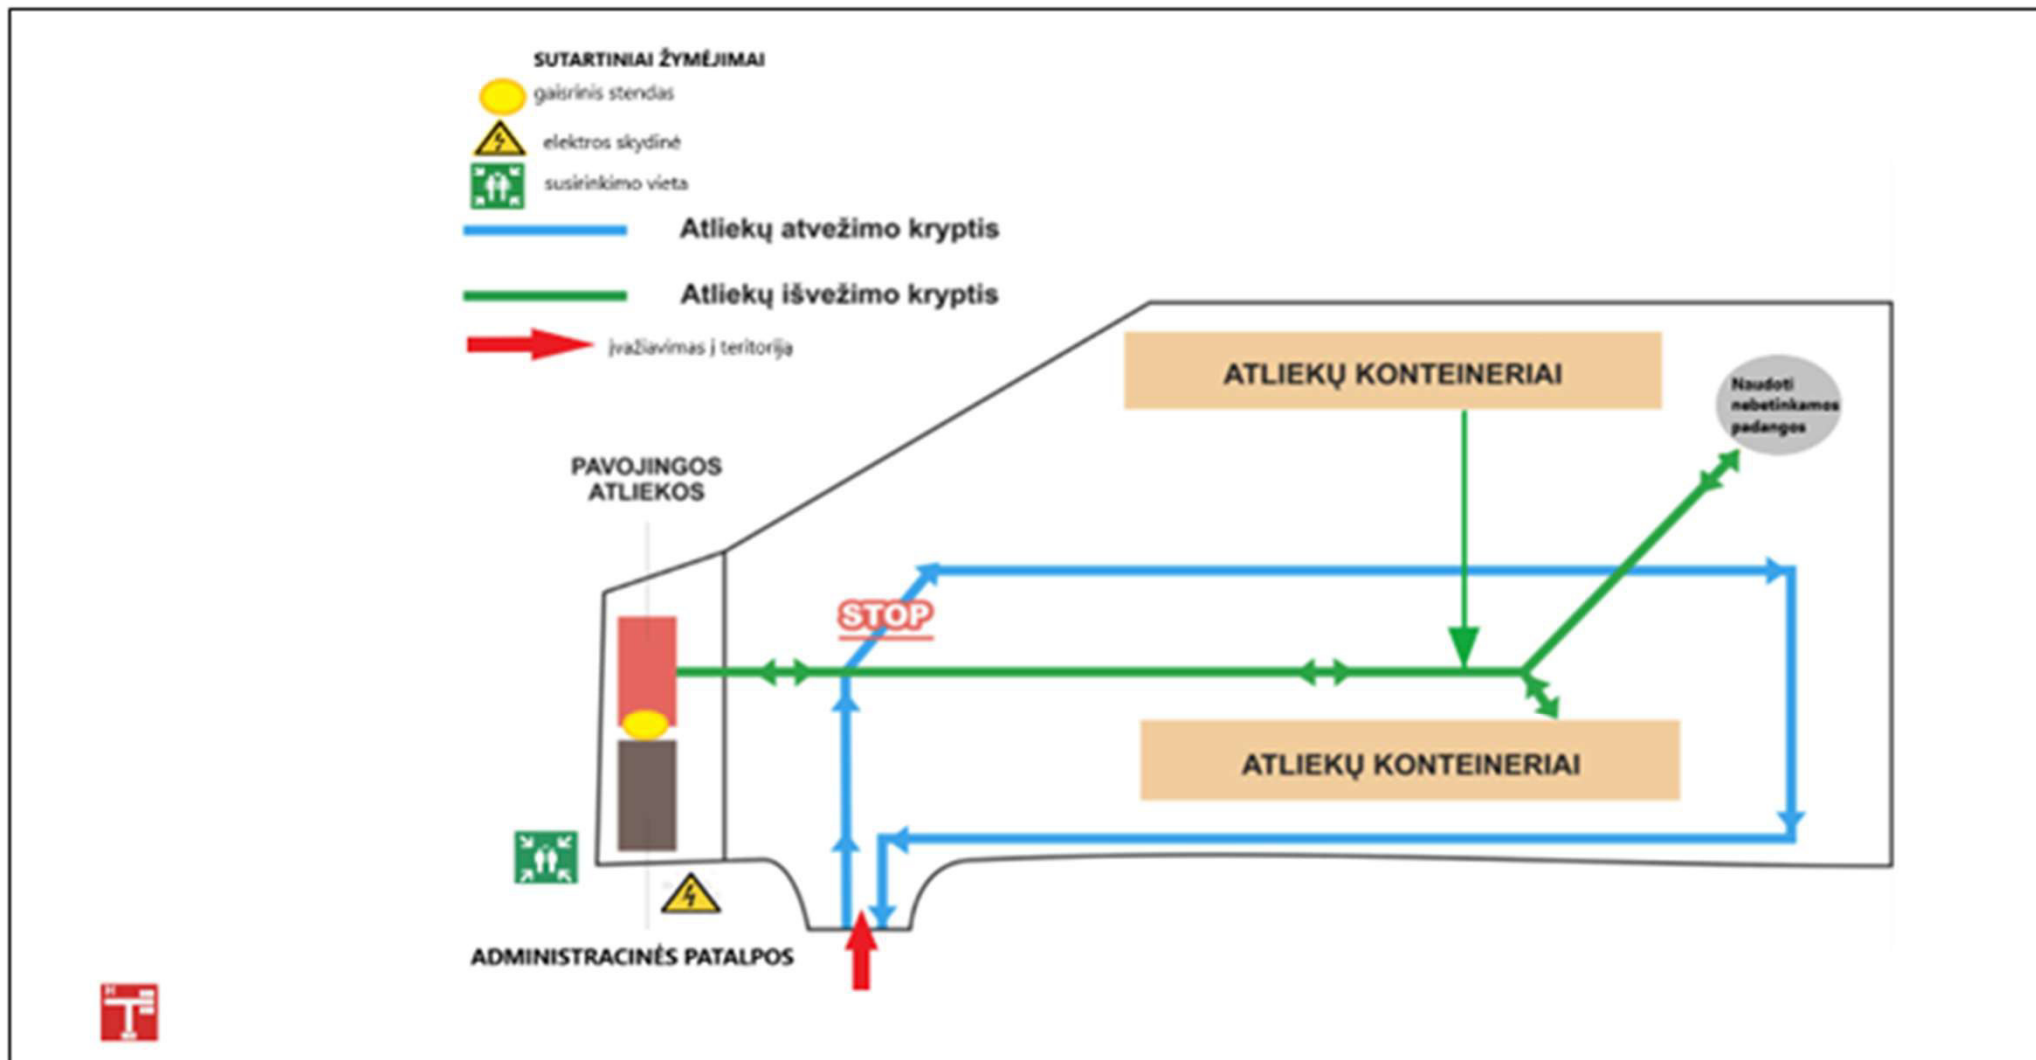 SUTARTINIAI ŽYMĖJIMAI
gaisrinis stendas
elektros skydinė
susirinkimo vieta
Atliekų atvežimo kryptis
Atliekų išvežimo kryptis
įvažiavimas į teritoriją
ATLIEKŲ KONTEINERIAI
Naudoti
nebetinkamos
padangos
PAVOJINGOS
ATLIEKOS
STOP
ATLIEKŲ KONTEINERIAI
ADMINISTRACINĖS PATALPOS
H